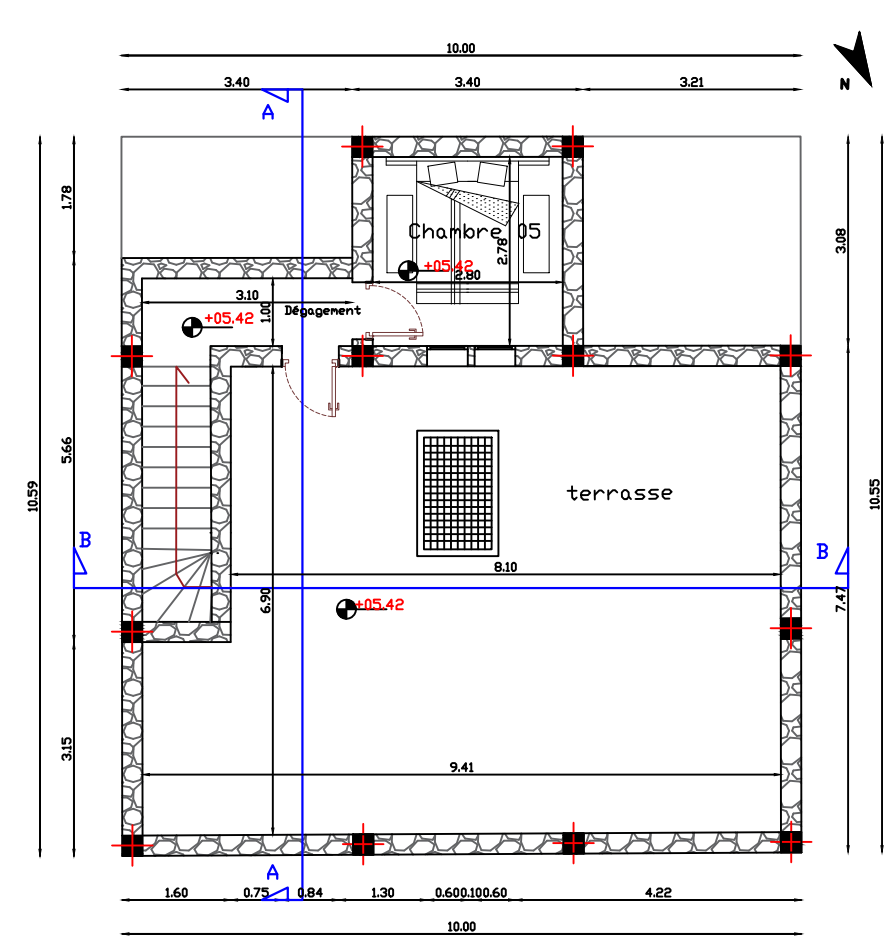 10.00
3.40 3.40 3.21
N
A
1.78
3.08
Chambre 05
2.78
+05.42
2.80
3.10
1.00
Dégagement
+05.42
5.66
10.59
10.55
terrasse
B
B
8.10
6.90
+05.42
7.47
3.15
9.41
A
1.60 0.75 0.84 1.30 0.60 0.10 0.60 4.22
10.00